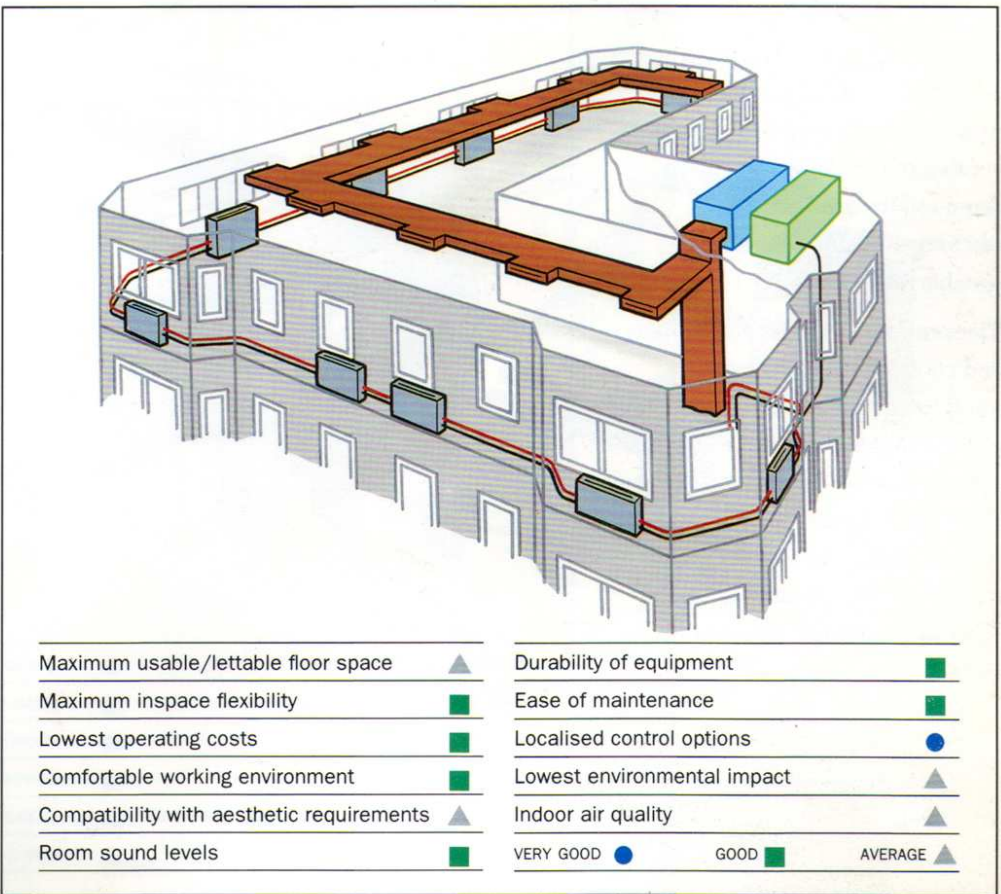 Maximum usable/lettable floor space
Maximum inspace flexibility
Lowest operating costs
Comfortable working environment
Compatibility with aesthetic requirements
Room sound levels
Durability of equipment
Ease of maintenance
Localised control options
Lowest environmental impact
Indoor air quality
VERY GOOD GOOD AVERAGE